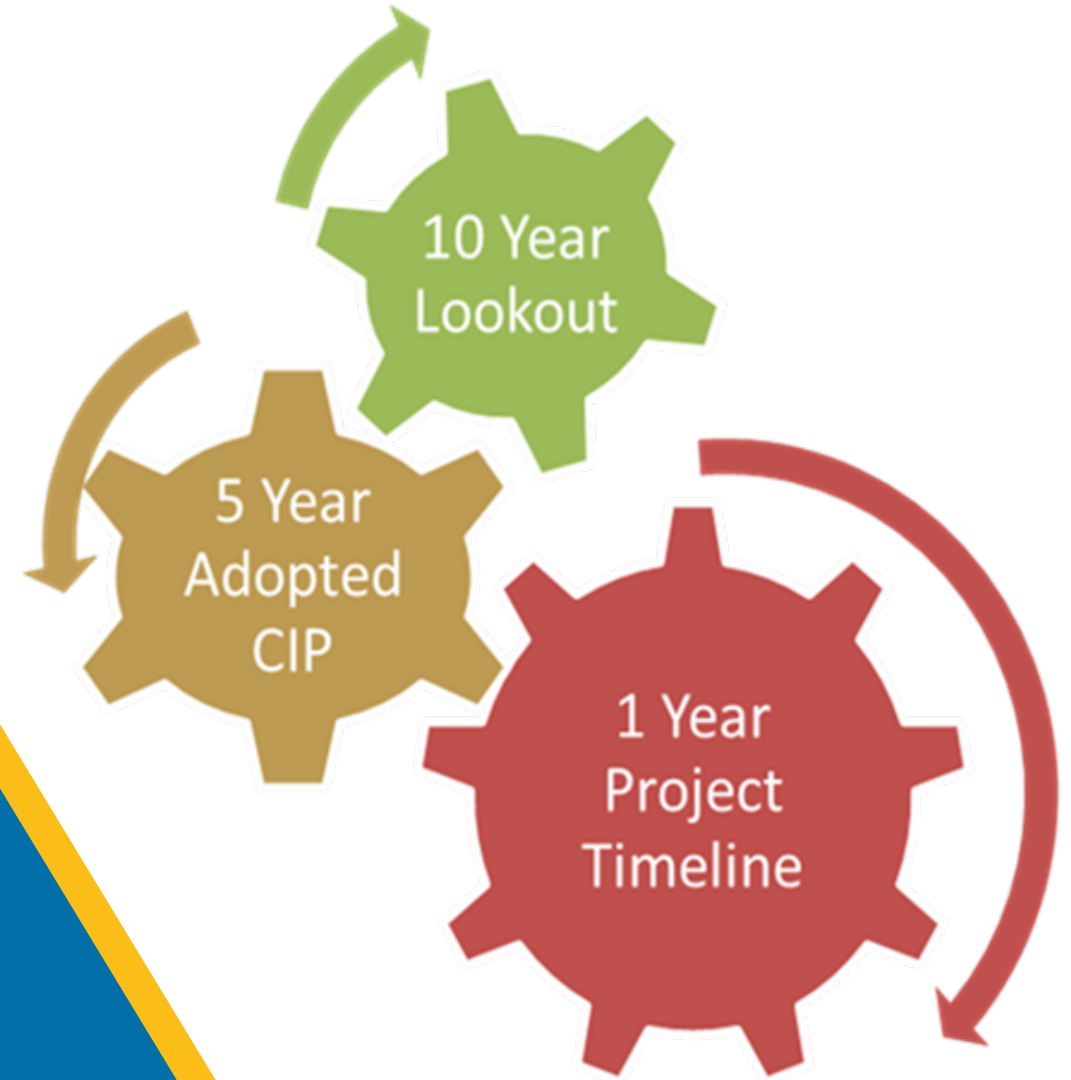 10 Year
Lookout
5 Year
Adopted
CIP
1 Year
Project
Timeline